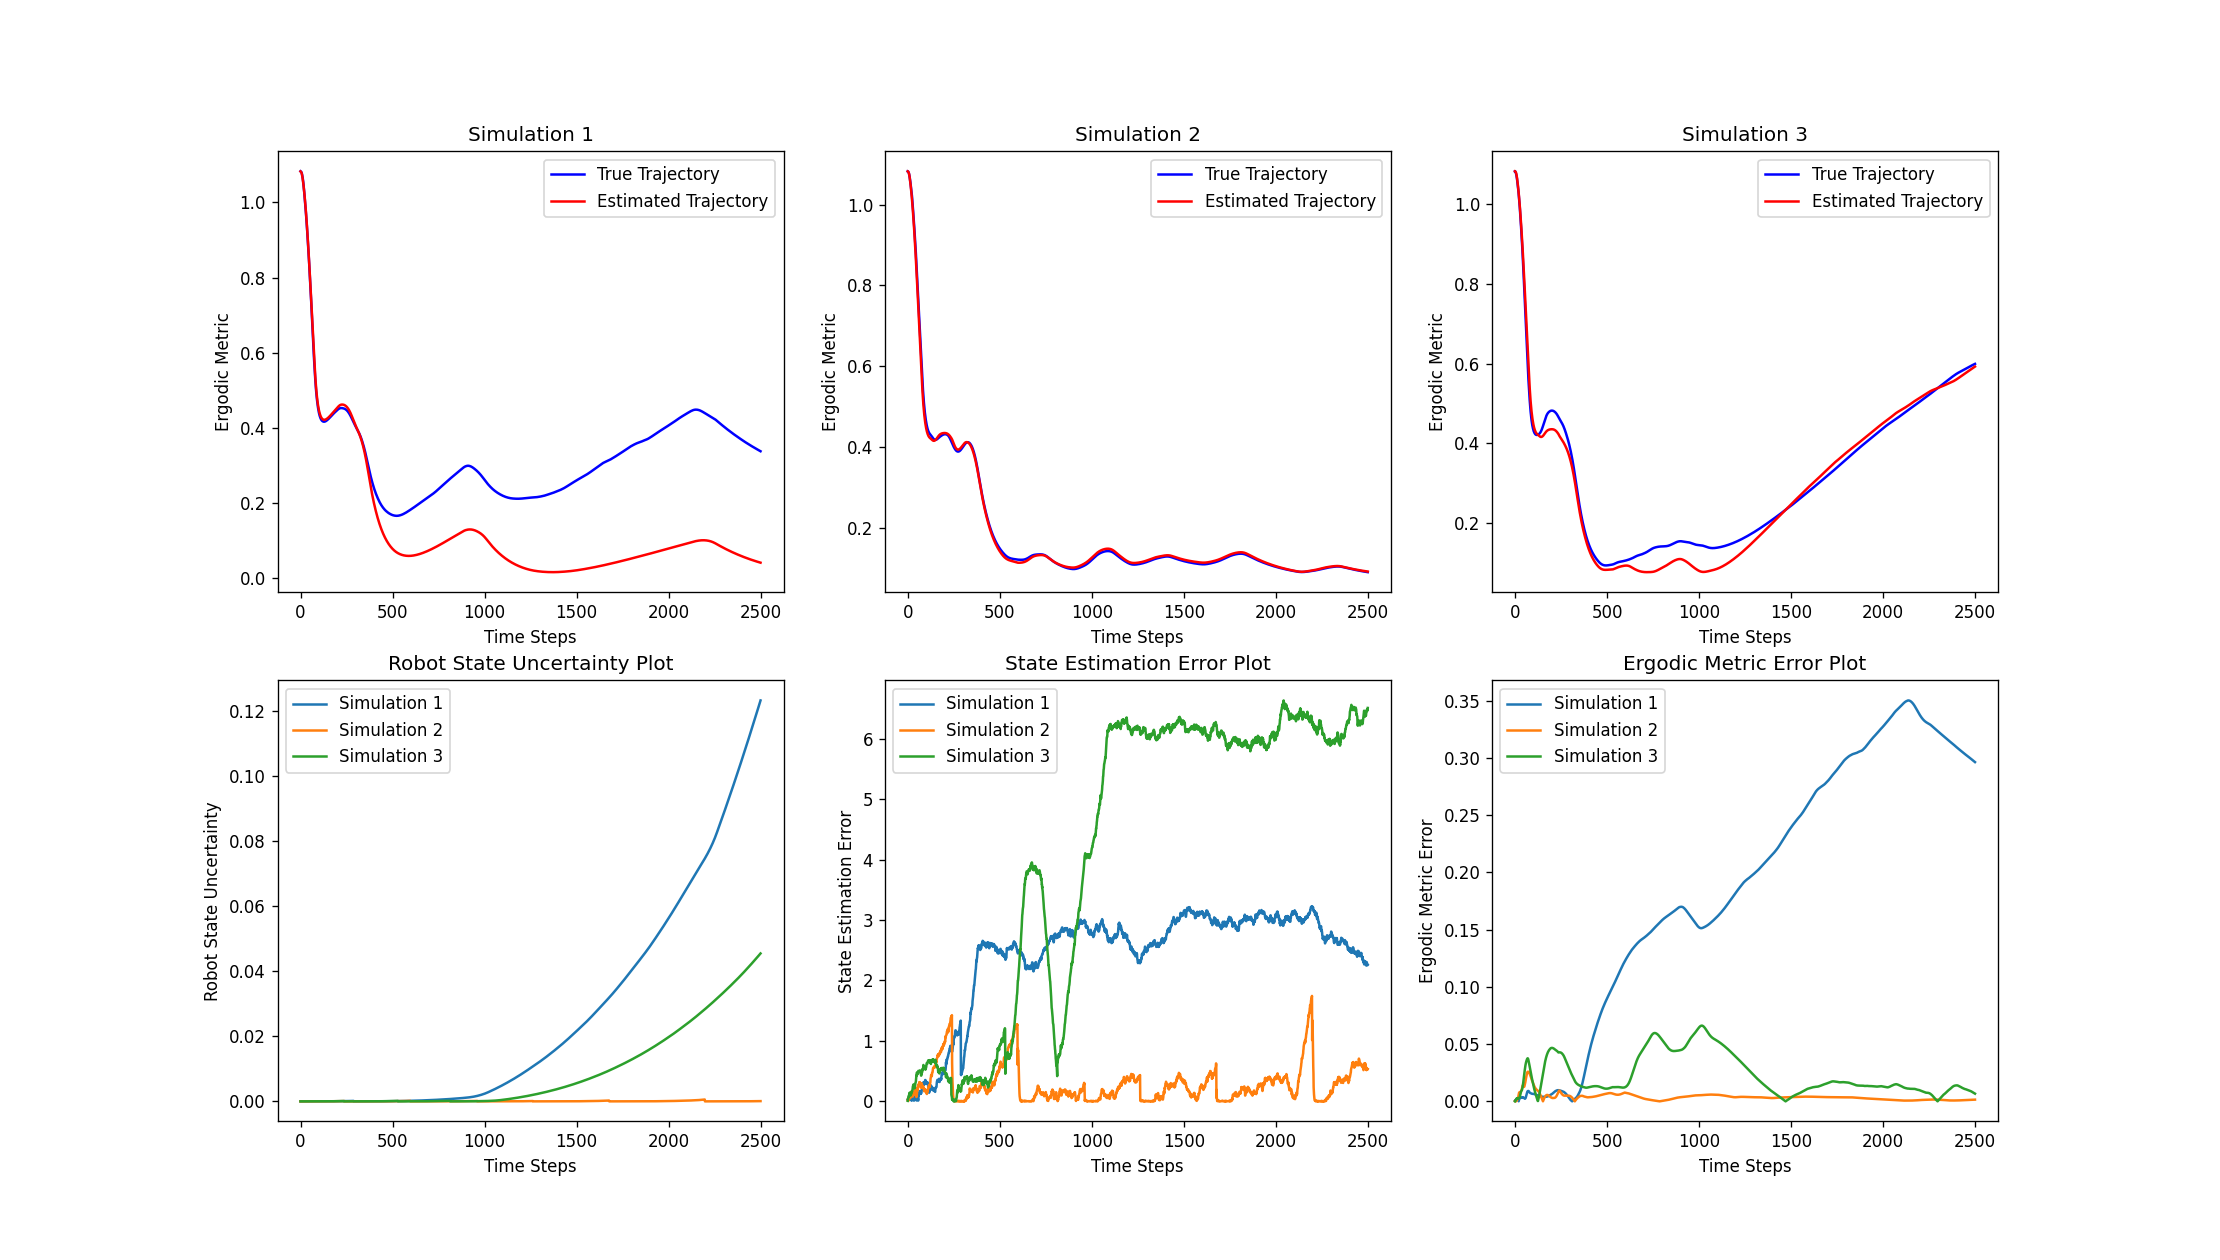 Simulation 1
True Trajectory
Estimated Trajectory
Ergodic Metric
1.0
0.8
0.6
0.4
0.2
0.0
0 500 1000 1500 2000 2500
Time Steps
Simulation 2
True Trajectory
Estimated Trajectory
Ergodic Metric
1.0
0.8
0.6
0.4
0.2
0 500 1000 1500 2000 2500
Time Steps
Simulation 3
True Trajectory
Estimated Trajectory
Ergodic Metric
1.0
0.8
0.6
0.4
0.2
0 500 1000 1500 2000 2500
Time Steps
Robot State Uncertainty Plot
Simulation 1
Simulation 2
Simulation 3
Robot State Uncertainty
0.12
0.10
0.08
0.06
0.04
0.02
0.00
0 500 1000 1500 2000 2500
Time Steps
State Estimation Error Plot
Simulation 1
Simulation 2
Simulation 3
State Estimation Error
6
5
4
3
2
1
0
0 500 1000 1500 2000 2500
Time Steps
Ergodic Metric Error Plot
Simulation 1
Simulation 2
Simulation 3
Ergodic Metric Error
0.35
0.30
0.25
0.20
0.15
0.10
0.05
0.00
0 500 1000 1500 2000 2500
Time Steps